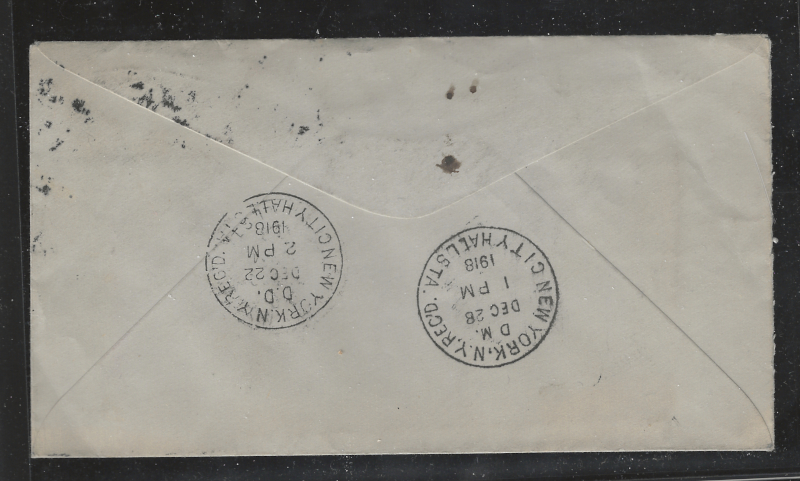 NEW YORK, N.Y. REC'D.
D.D.
DEC 22
2 PM
1918
CITY HALL STA.
NEW YORK, N.Y. REC'D.
D.M.
DEC 28
1 PM
1918
CITY HALL STA.